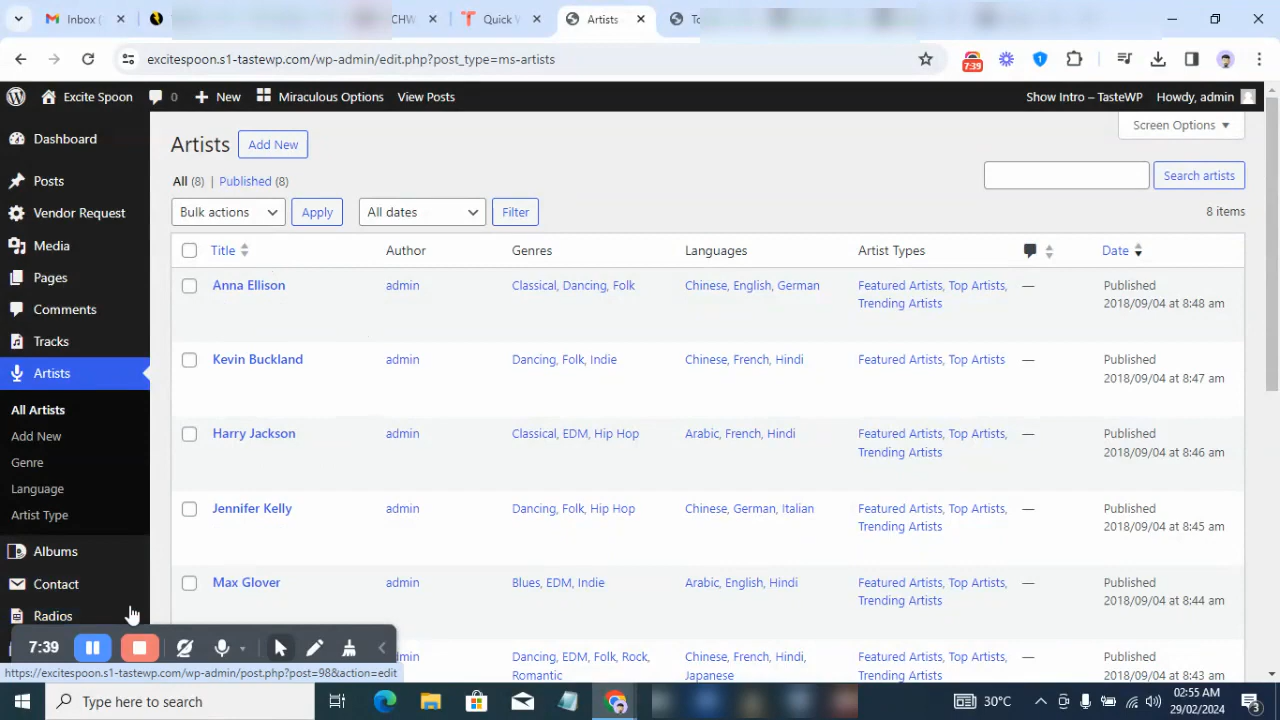 Inbox (
CHW
Quick V
Artists
To
excitespoon.s1-tastewp.com/wp-admin/edit.php?post_type=ms-artists
7:39
Excite Spoon
0
New
Miraculous Options
View Posts
Show Intro – TasteWP
Howdy, admin
Dashboard
Posts
Vendor Request
Media
Pages
Comments
Tracks
Artists
All Artists
Add New
Genre
Language
Artist Type
Albums
Contact
Radios
Artists
Add New
Screen Options
All (8) | Published (8)
Search artists
Bulk actions
Apply
All dates
Filter
8 items
Title
Author
Genres
Languages
Artist Types
Date
Anna Ellison
admin
Classical, Dancing, Folk
Chinese, English, German
Featured Artists, Top Artists,
Trending Artists
—
Published
2018/09/04 at 8:48 am
Kevin Buckland
admin
Dancing, Folk, Indie
Chinese, French, Hindi
Featured Artists, Top Artists
—
Published
2018/09/04 at 8:47 am
Harry Jackson
admin
Classical, EDM, Hip Hop
Arabic, French, Hindi
Featured Artists, Top Artists,
Trending Artists
—
Published
2018/09/04 at 8:46 am
Jennifer Kelly
admin
Dancing, Folk, Hip Hop
Chinese, German, Italian
Featured Artists, Top Artists,
Trending Artists
—
Published
2018/09/04 at 8:45 am
Max Glover
admin
Blues, EDM, Indie
Arabic, English, Hindi
Featured Artists, Top Artists,
Trending Artists
—
Published
2018/09/04 at 8:44 am
dmin
Dancing, EDM, Folk, Rock,
Romantic
Chinese, French, Hindi,
Japanese
Featured Artists, Top Artists,
Trending Artists
—
Published
2018/09/04 at 8:43 am
7:39
https://excitespoon.s1-tastewp.com/wp-admin/post.php?post=98&action=edit
Type here to search
30°C
02:55 AM
29/02/2024
3